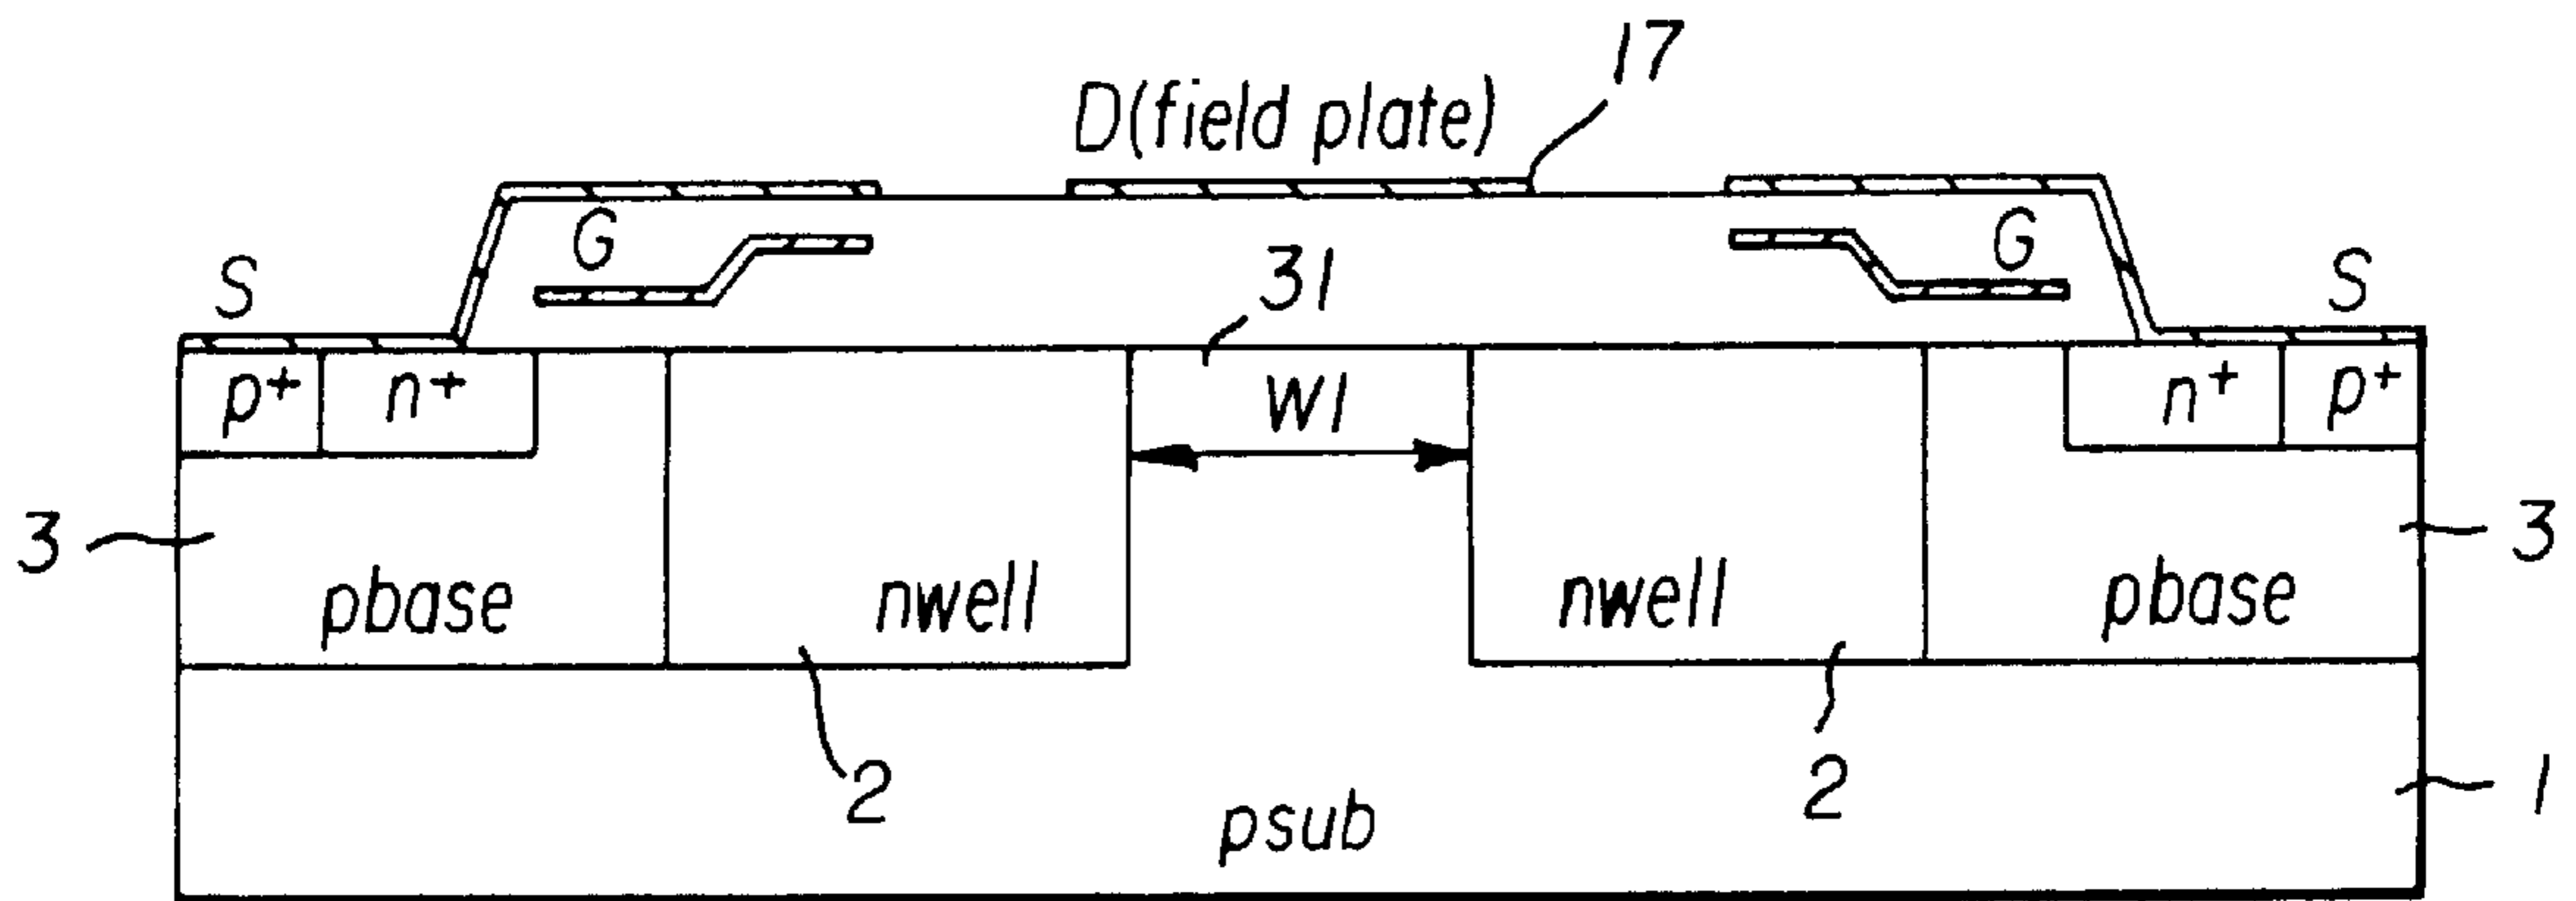 17
D(field plate)
G
G
S
31
S
p+
n+
W1
n+
p+
3
3
pbase
nwell
nwell
pbase
2
2
1
psub